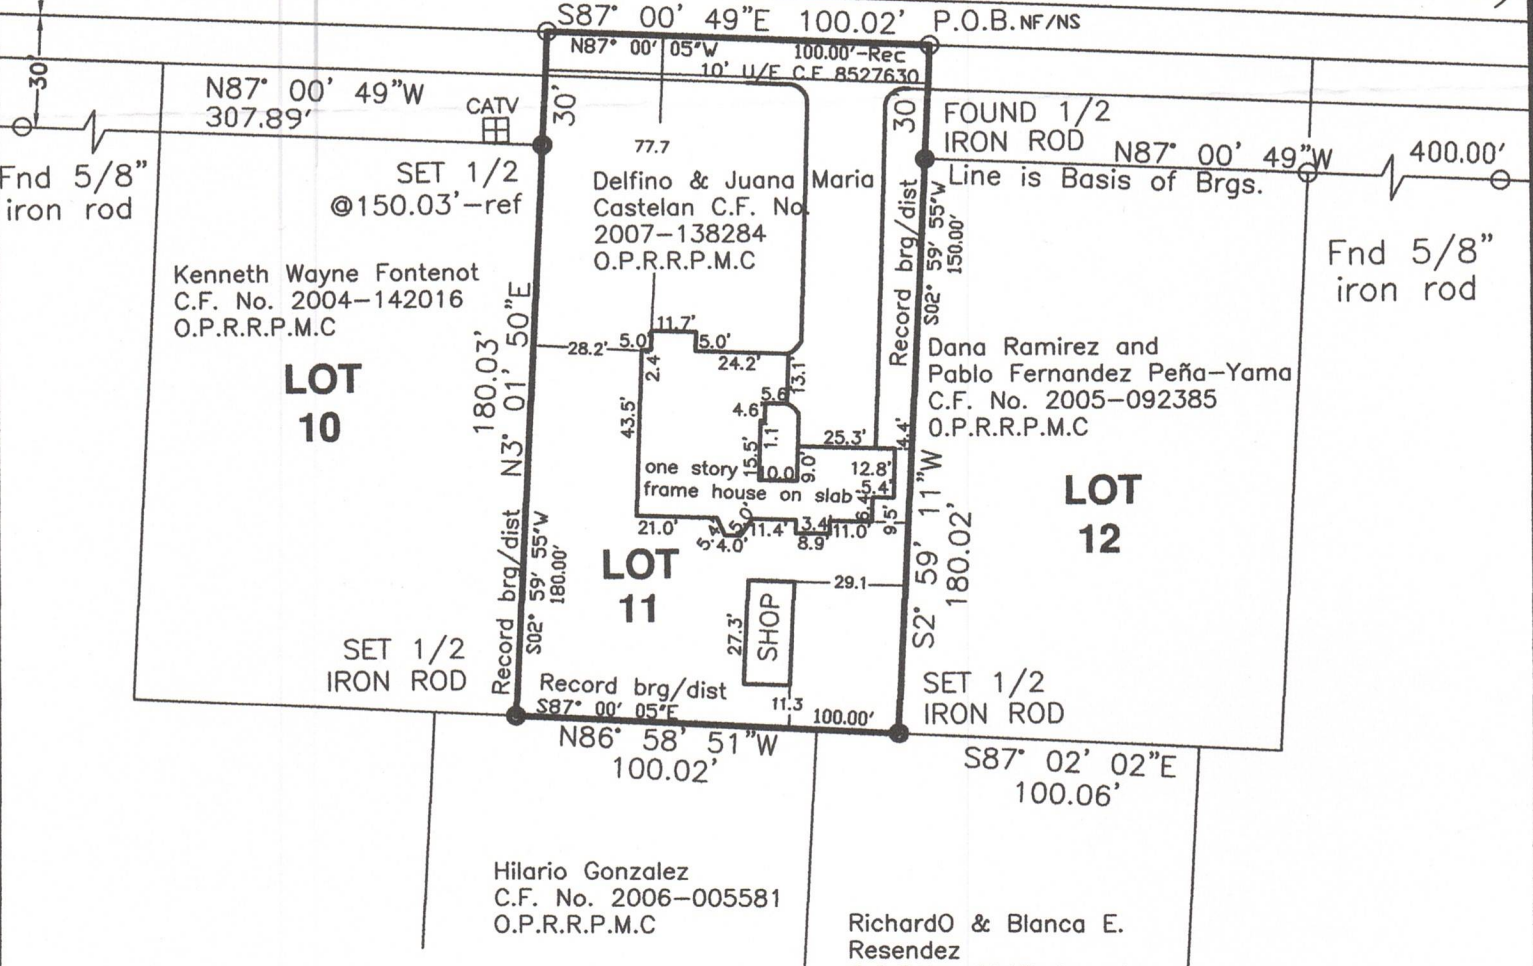 S87° 00' 49"E 100.02' P.O.B. NF/NS
N87° 00' 05"W 100.00'-Rec
10' U/E C.F. 8527630
30'
N87° 00' 49"W
307.89'
CATV
30'
30'
FOUND 1/2
IRON ROD
N87° 00' 49"W 400.00'
Line is Basis of Brgs.
Fnd 5/8"
iron rod
SET 1/2
@150.03'-ref
77.7
Delfino & Juana Maria
Castelan C.F. No.
2007-138284
O.P.R.R.P.M.C
Record brg/dist
S02° 59' 55"W
150.00'
Fnd 5/8"
iron rod
Kenneth Wayne Fontenot
C.F. No. 2004-142016
O.P.R.R.P.M.C
LOT
10
180.03'
N3° 01' 50"E
28.2'
5.0'
11.7'
5.0'
24.2'
2.4'
13.1'
43.5'
5.6'
4.6'
1.1'
15.5'
10.0
9.0'
25.3'
4.4'
12.8'
5.4'
6.4'
9.5'
one story
frame house on slab
21.0'
5.4'
4.0'
5.0'
11.4'
3.4'
8.9'
11.0'
Dana Ramirez and
Pablo Fernandez Peña-Yama
C.F. No. 2005-092385
O.P.R.R.P.M.C
LOT
12
S2° 59' 11"W
180.02'
LOT
11
29.1
27.3'
SHOP
11.3
Record brg/dist
S02° 59' 55"W
180.00'
SET 1/2
IRON ROD
Record brg/dist
S87° 00' 05"E 100.00'
N86° 58' 51"W
100.02'
SET 1/2
IRON ROD
S87° 02' 02"E
100.06'
Hilario Gonzalez
C.F. No. 2006-005581
O.P.R.R.P.M.C
RichardO & Blanca E.
Resendez